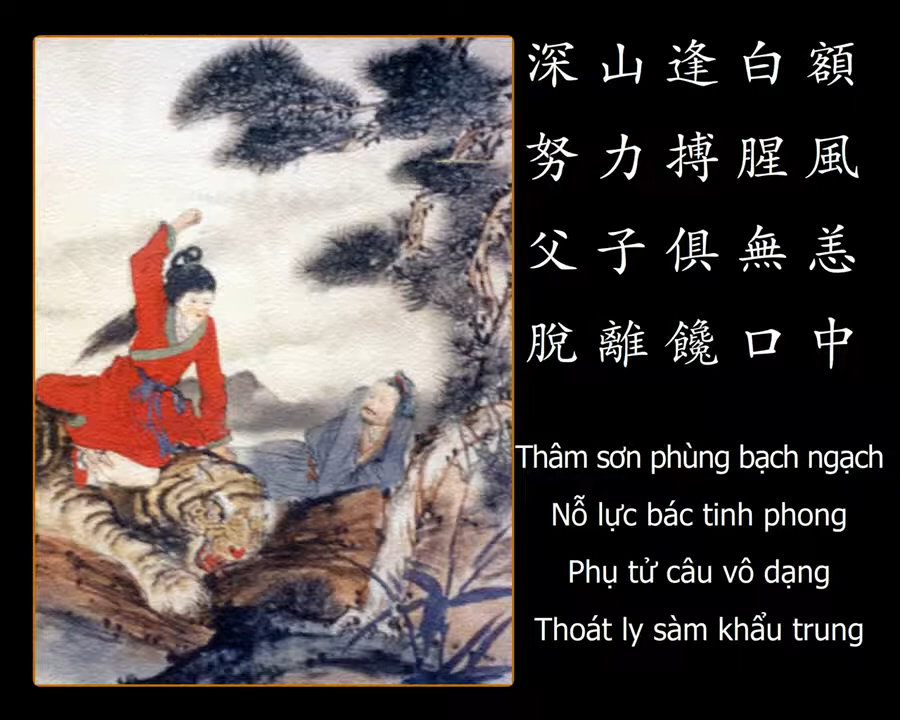 深山逢白額
努力搏腥風
父子俱無恙
脫離饞口中
Thâm sơn phùng bạch ngạch
Nỗ lực bác tinh phong
Phụ tử câu vô dạng
Thoát ly sàm khẩu trung